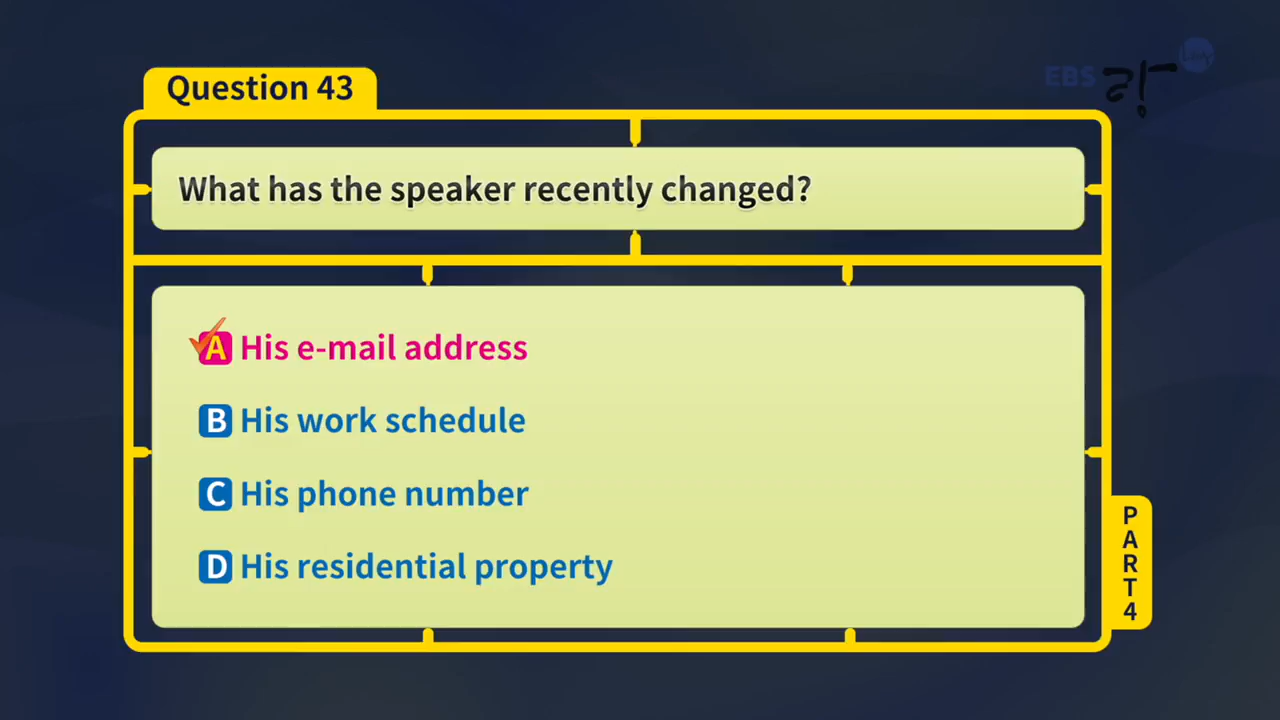 EBS 랑
Question 43
What has the speaker recently changed?
A His e-mail address
B His work schedule
C His phone number
D His residential property
PART4